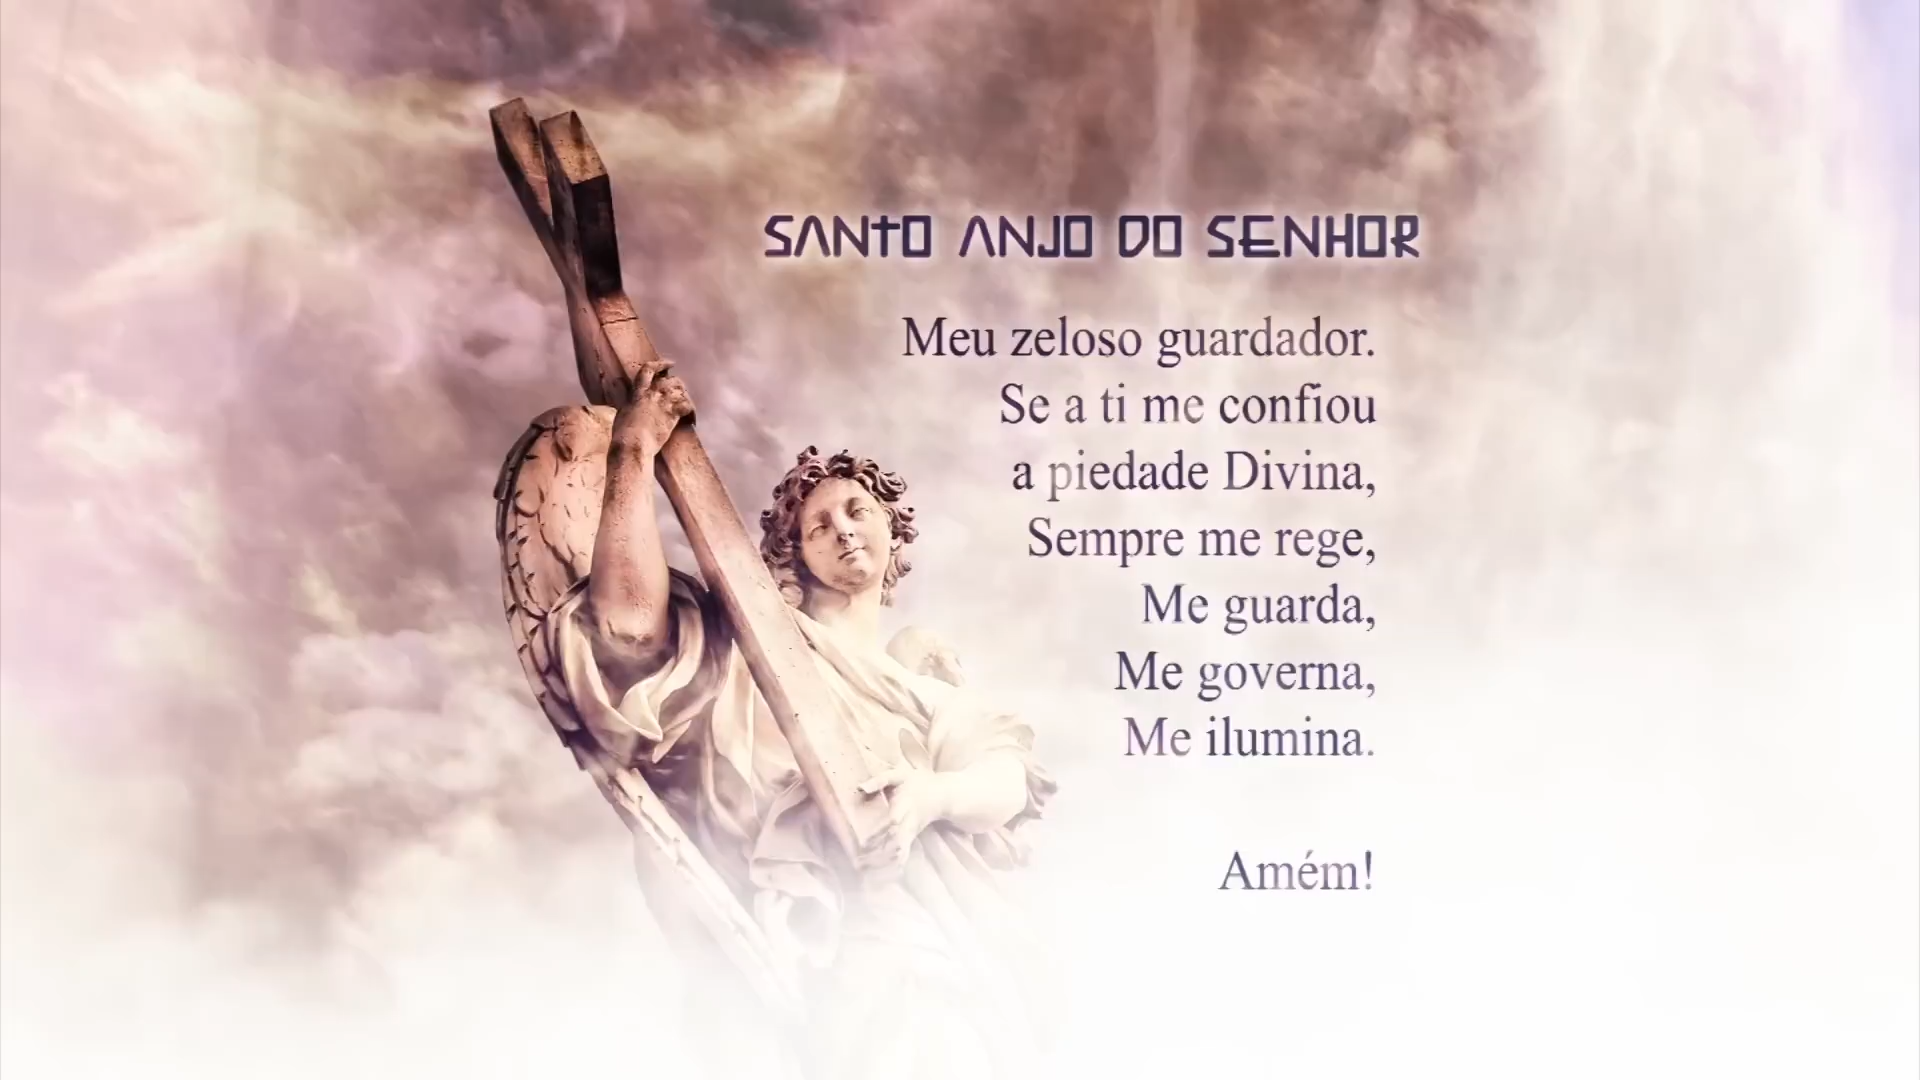 SANTO ANJO DO SENHOR
Meu zeloso guardador.
Se a ti me confiou
a piedade Divina,
Sempre me rege,
Me guarda,
Me governa,
Me ilumina.
Amém!